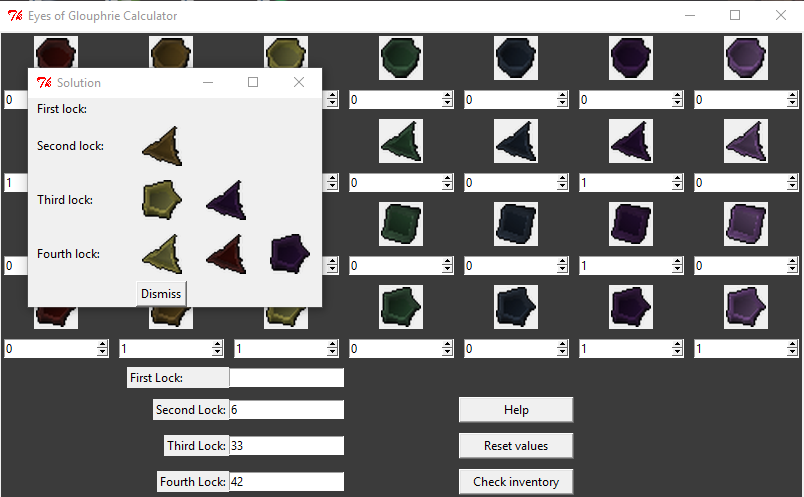 Eyes of Glouphrie Calculator
Solution
0 0 0 0 0
First lock:
Second lock:
1 0 0 1 0
Third lock:
Fourth lock:
0 0 0 1 0
Dismiss
0 1 1 0 0 1 1
First Lock:
Second Lock: 6 Help
Third Lock: 33 Reset values
Fourth Lock: 42 Check inventory